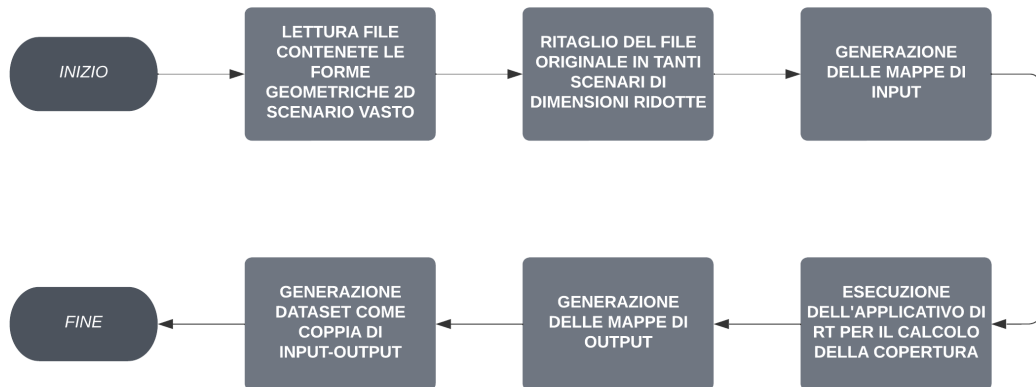 INIZIO
LETTURA FILE
CONTENETE LE
FORME
GEOMETRICHE 2D
SCENARIO VASTO
RITAGLIO DEL FILE
ORIGINALE IN TANTI
SCENARI DI
DIMENSIONI RIDOTTE
GENERAZIONE
DELLE MAPPE DI
INPUT
ESECUZIONE
DELL'APPLICATIVO DI
RT PER IL CALCOLO
DELLA COPERTURA
GENERAZIONE
DELLE MAPPE DI
OUTPUT
GENERAZIONE
DATASET COME
COPPIA DI
INPUT-OUTPUT
FINE